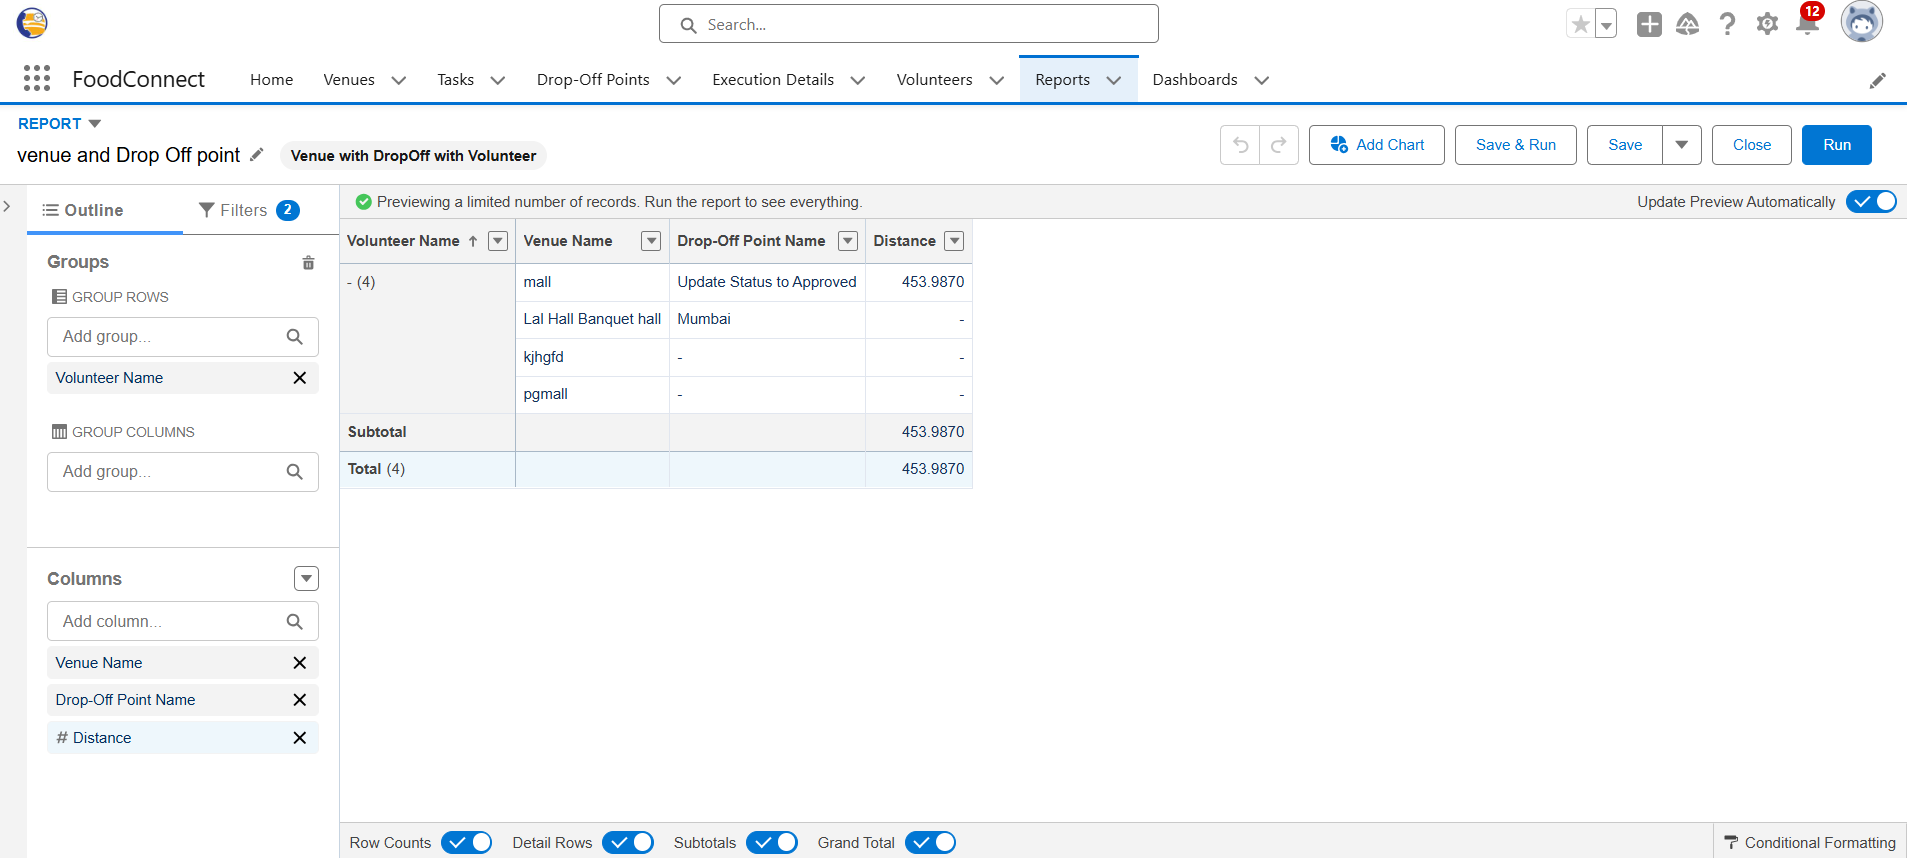 Search...
12
FoodConnect
Home
Venues
Tasks
Drop-Off Points
Execution Details
Volunteers
Reports
Dashboards
REPORT
venue and Drop Off point
Venue with DropOff with Volunteer
Add Chart
Save & Run
Save
Close
Run
Outline
Filters 2
Previewing a limited number of records. Run the report to see everything.
Update Preview Automatically
Groups
GROUP ROWS
Add group...
Volunteer Name
GROUP COLUMNS
Add group...
Columns
Add column...
Venue Name
Drop-Off Point Name
# Distance
Volunteer Name Venue Name Drop-Off Point Name Distance
- (4) mall Update Status to Approved 453.9870
Lal Hall Banquet hall Mumbai -
kjhgfd - -
pgmall - -
Subtotal 453.9870
Total (4) 453.9870
Row Counts
Detail Rows
Subtotals
Grand Total
Conditional Formatting